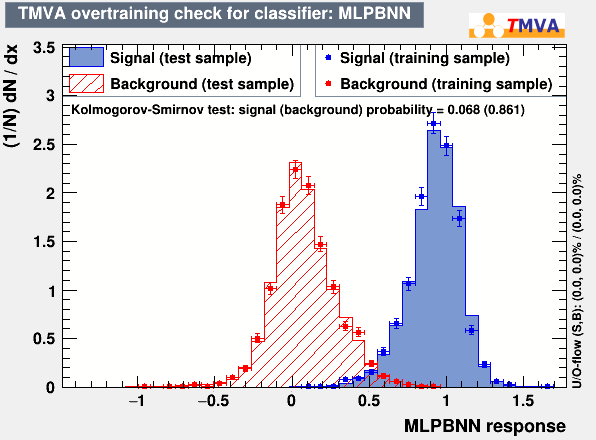 TMVA overtraining check for classifier: MLPBNN
TMVA
Signal (test sample)
Background (test sample)
Signal (training sample)
Background (training sample)
Kolmogorov-Smirnov test: signal (background) probability = 0.068 (0.861)
(1/N) dN / dx
3.5
3
2.5
2
1.5
1
0.5
0
−1
−0.5
0
0.5
1
1.5
MLPBNN response
U/O-flow (S,B): (0.0, 0.0)% / (0.0, 0.0)%